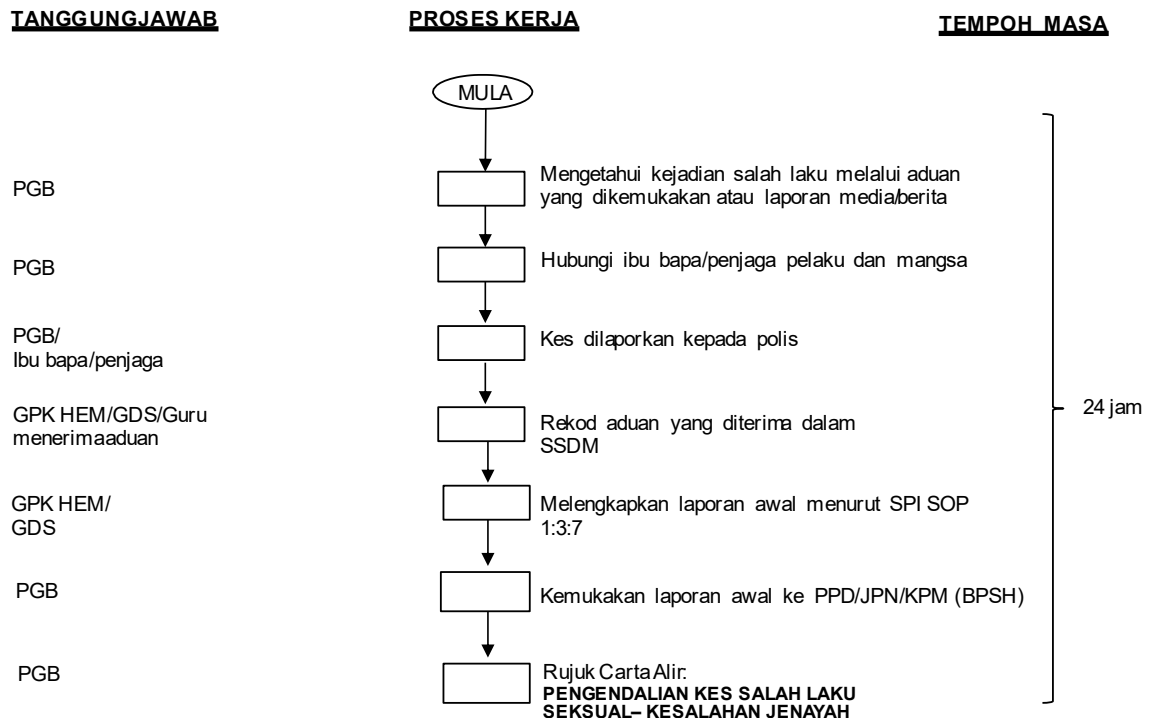 TANGGUNGJAWAB
PROSES KERJA
TEMPOH MASA
MULA
PGB
Mengetahui kejadian salah laku melalui aduan
yang dikemukakan atau laporan media/berita
PGB
Hubungi ibu bapa/penjaga pelaku dan mangsa
PGB/
Ibu bapa/penjaga
Kes dilaporkan kepada polis
GPK HEM/GDS/Guru
menerimaaduan
Rekod aduan yang diterima dalam
SSDM
24 jam
GPK HEM/
GDS
Melengkapkan laporan awal menurut SPI SOP
1:3:7
PGB
Kemukakan laporan awal ke PPD/JPN/KPM (BPSH)
PGB
Rujuk Carta Alir:
PENGENDALIAN KES SALAH LAKU
SEKSUAL– KESALAHAN JENAYAH